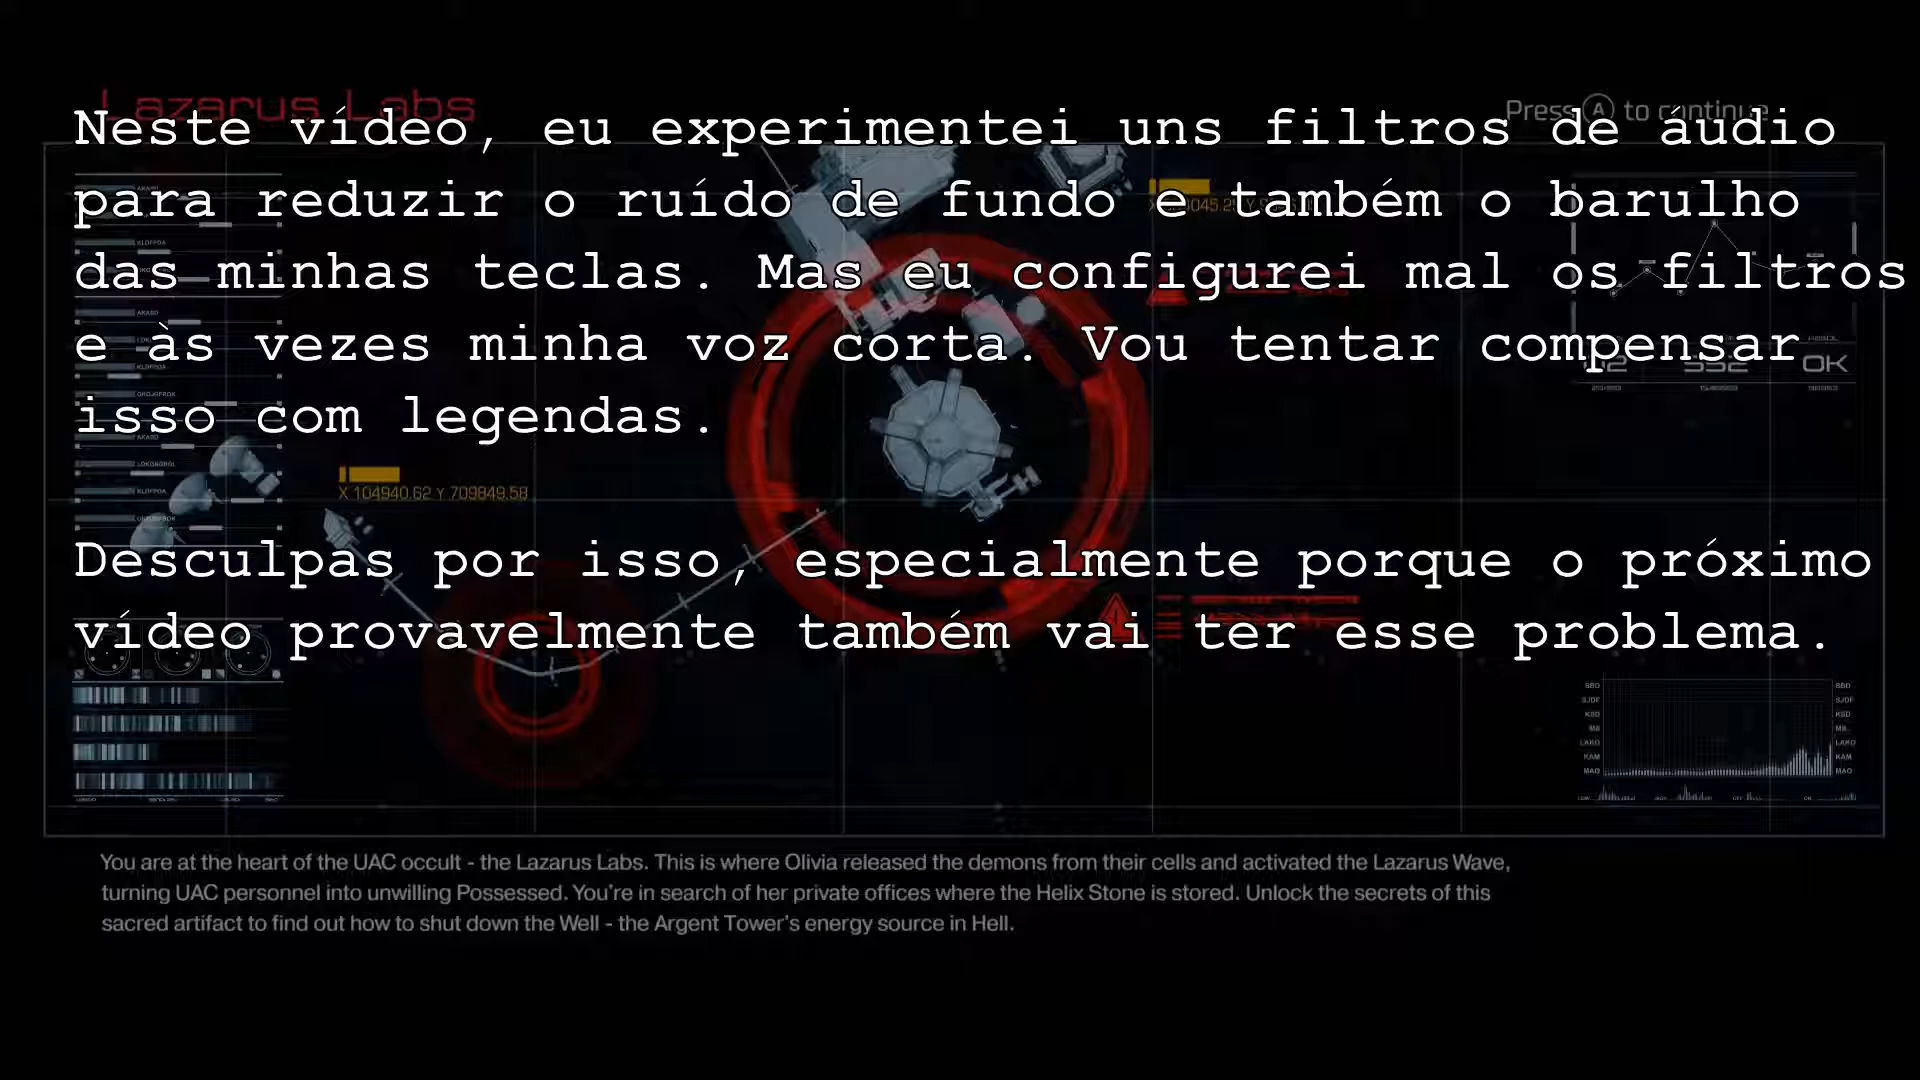 Lazarus Labs
Press A to continue
Neste vídeo, eu experimentei uns filtros de áudio
para reduzir o ruído de fundo e também o barulho
das minhas teclas. Mas eu configurei mal os filtros
e às vezes minha voz corta. Vou tentar compensar
isso com legendas.
OK
X 104940.62 Y 709849.58
Desculpas por isso, especialmente porque o próximo
vídeo provavelmente também vai ter esse problema.
You are at the heart of the UAC occult - the Lazarus Labs. This is where Olivia released the demons from their cells and activated the Lazarus Wave,
turning UAC personnel into unwilling Possessed. You're in search of her private offices where the Helix Stone is stored. Unlock the secrets of this
sacred artifact to find out how to shut down the Well - the Argent Tower's energy source in Hell.